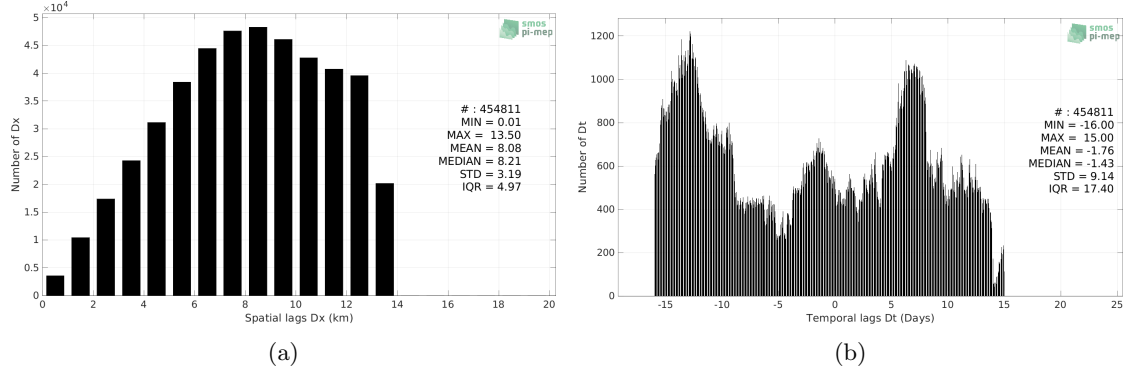 ×10⁴
5
4.5
4
3.5
3
2.5
2
1.5
1
0.5
0
Number of Dx
smos
pi-mep
# : 454811
MIN = 0.01
MAX = 13.50
MEAN = 8.08
MEDIAN = 8.21
STD = 3.19
IQR = 4.97
0 2 4 6 8 10 12 14 16 18 20
Spatial lags Dx (km)
(a)
1200
1000
800
600
400
200
0
Number of Dt
smos
pi-mep
# : 454811
MIN = -16.00
MAX = 15.00
MEAN = -1.76
MEDIAN = -1.43
STD = 9.14
IQR = 17.40
-15 -10 -5 0 5 10 15 20 25
Temporal lags Dt (Days)
(b)